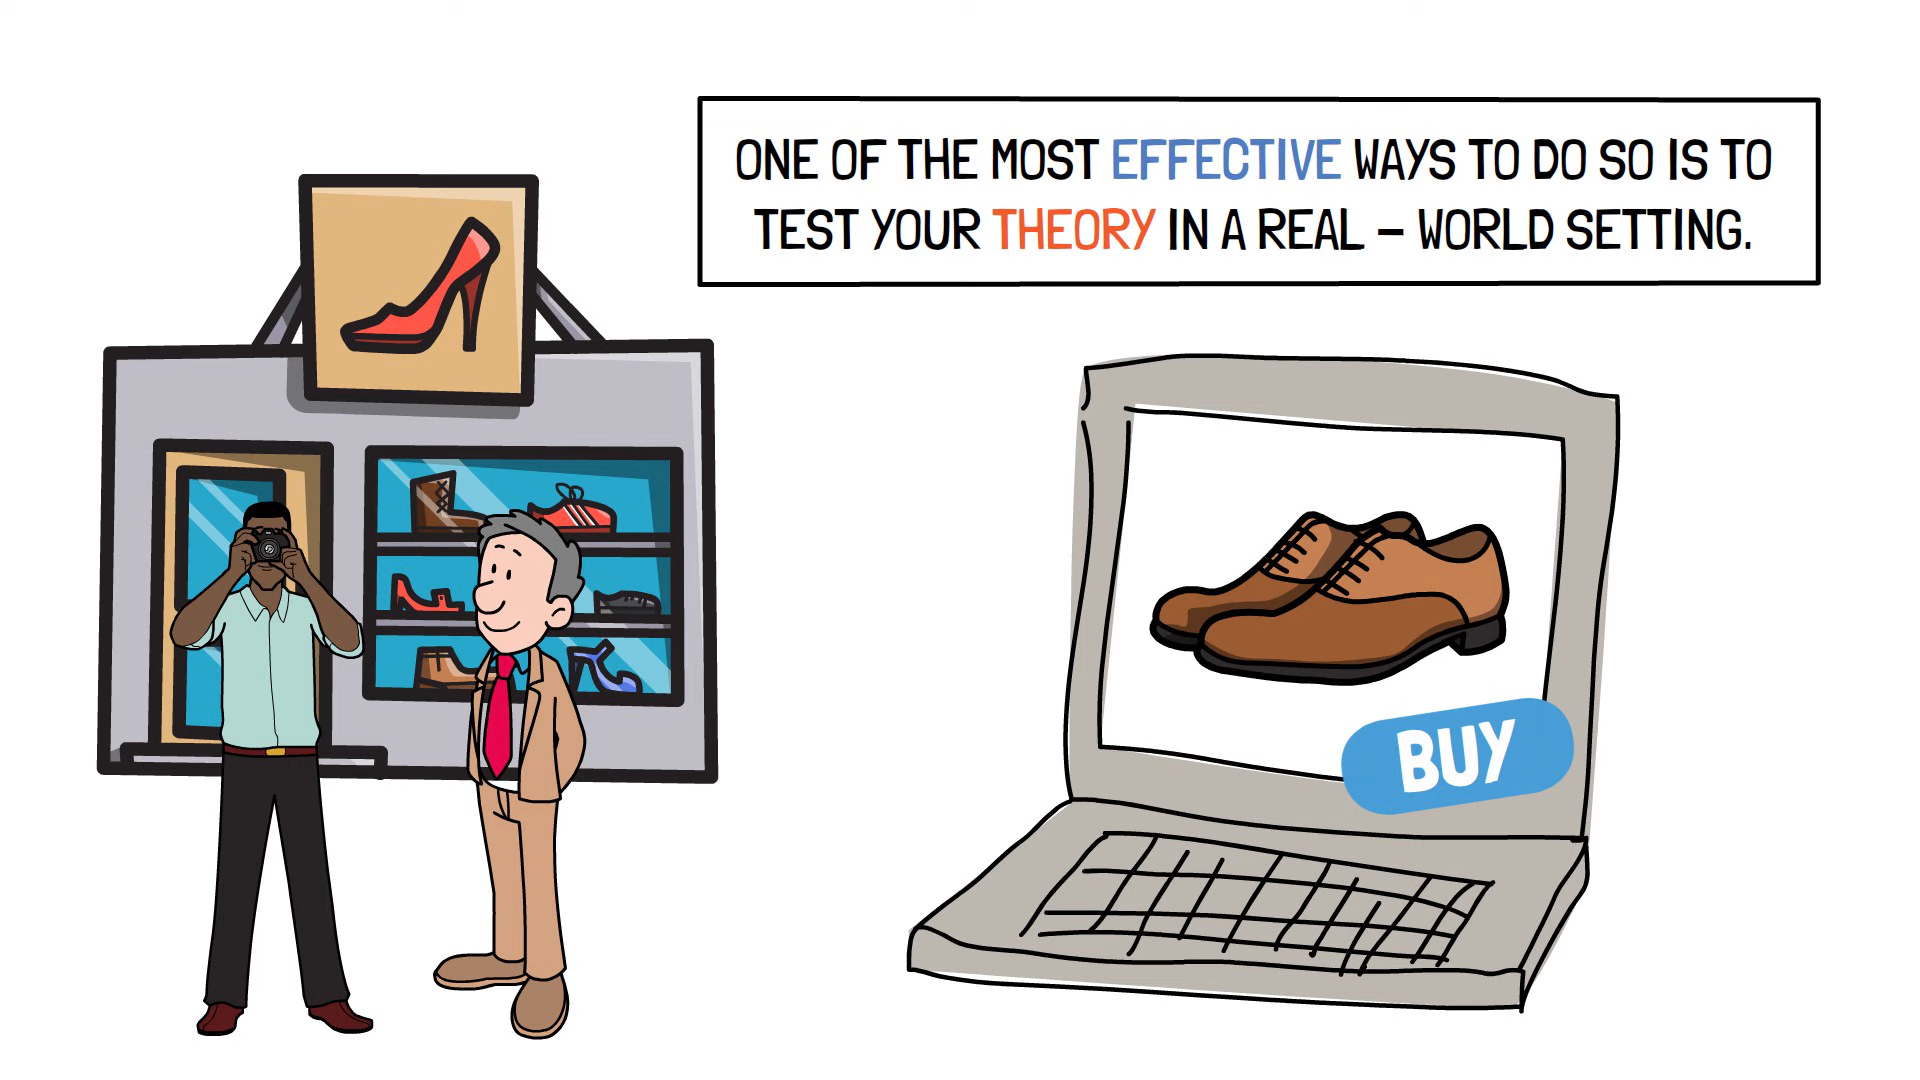 ONE OF THE MOST EFFECTIVE WAYS TO DO SO IS TO
TEST YOUR THEORY IN A REAL – WORLD SETTING.
BUY